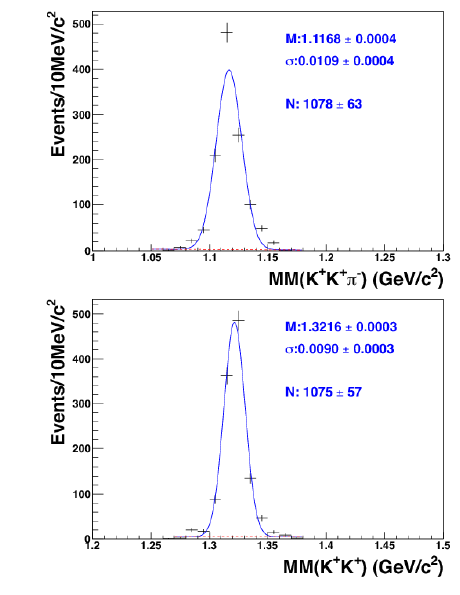 Events/10MeV/c²
500
400
300
200
100
0
M:1.1168 ± 0.0004
σ:0.0109 ± 0.0004
N: 1078 ± 63
1 1.05 1.1 1.15 1.2 1.25 1.3
MM(K⁺K⁺π⁻) (GeV/c²)
Events/10MeV/c²
500
400
300
200
100
0
M:1.3216 ± 0.0003
σ:0.0090 ± 0.0003
N: 1075 ± 57
1.2 1.25 1.3 1.35 1.4 1.45 1.5
MM(K⁺K⁺) (GeV/c²)